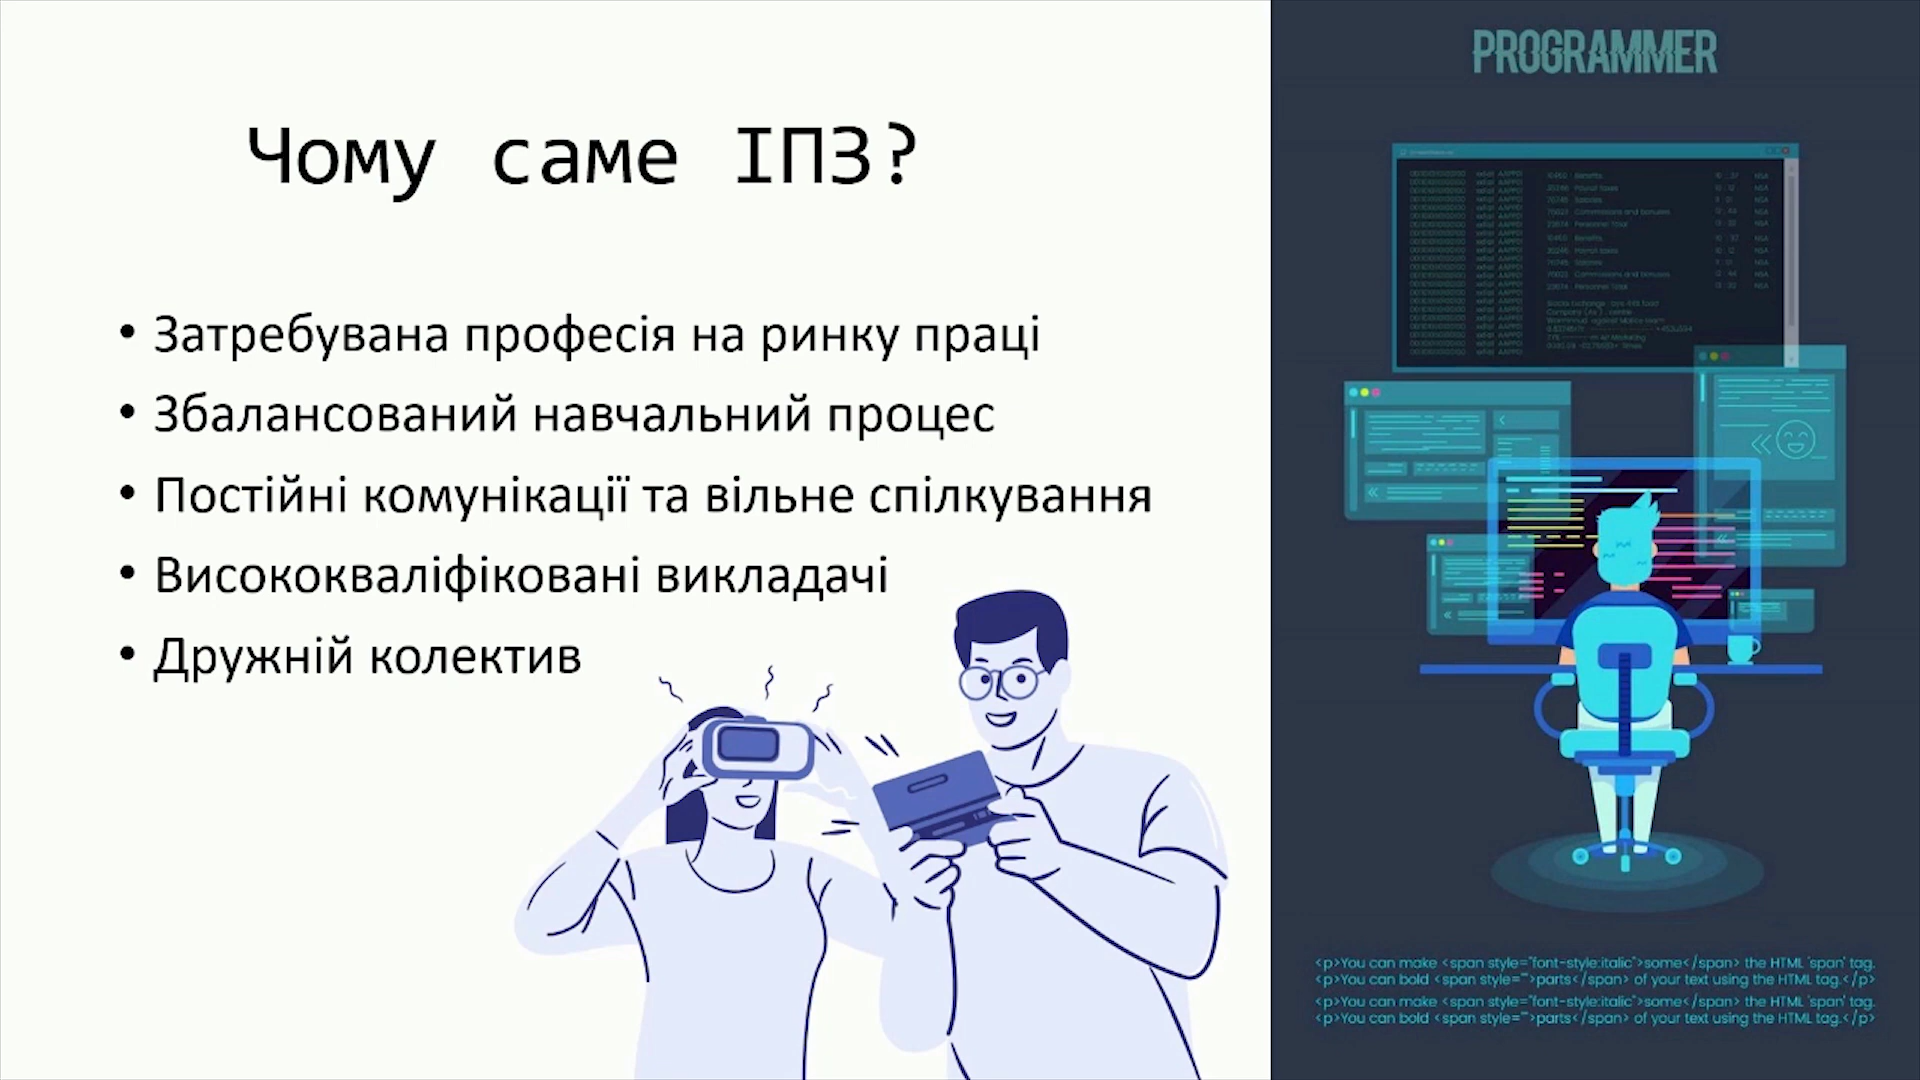 Чому саме ІПЗ?
• Затребувана професія на ринку праці
• Збалансований навчальний процес
• Постійні комунікації та вільне спілкування
• Висококваліфіковані викладачі
• Дружній колектив
PROGRAMMER
<p>You can make <span style="font-style:italic">some</span> the HTML 'span' tag.
<p>You can bold <span style="">parts</span> of your text using the HTML tag.</p>
<p>You can make <span style="font-style:italic">some</span> the HTML 'span' tag.
<p>You can bold <span style="">parts</span> of your text using the HTML tag.</p>